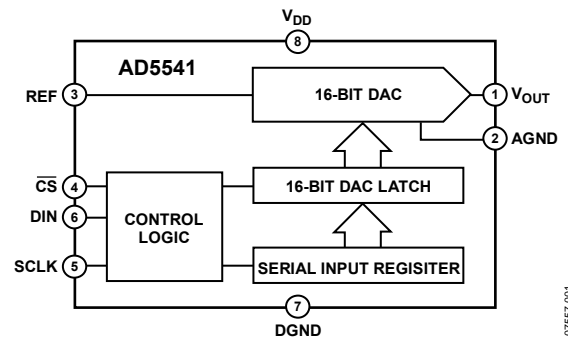 VDD
8
AD5541
REF 3
16-BIT DAC
1 VOUT
2 AGND
CS 4
16-BIT DAC LATCH
DIN 6
CONTROL
LOGIC
SCLK 5
SERIAL INPUT REGISITER
7
DGND
07557-001